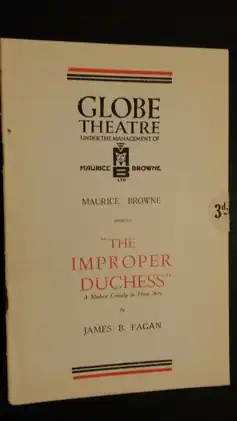 GLOBE
THEATRE
UNDER THE MANAGEMENT OF
M
B
MAURICE BROWNE
LTD
MAURICE BROWNE
presents
"THE
IMPROPER
DUCHESS"
A Modern Comedy in Three Acts
by
JAMES B. FAGAN
3d.